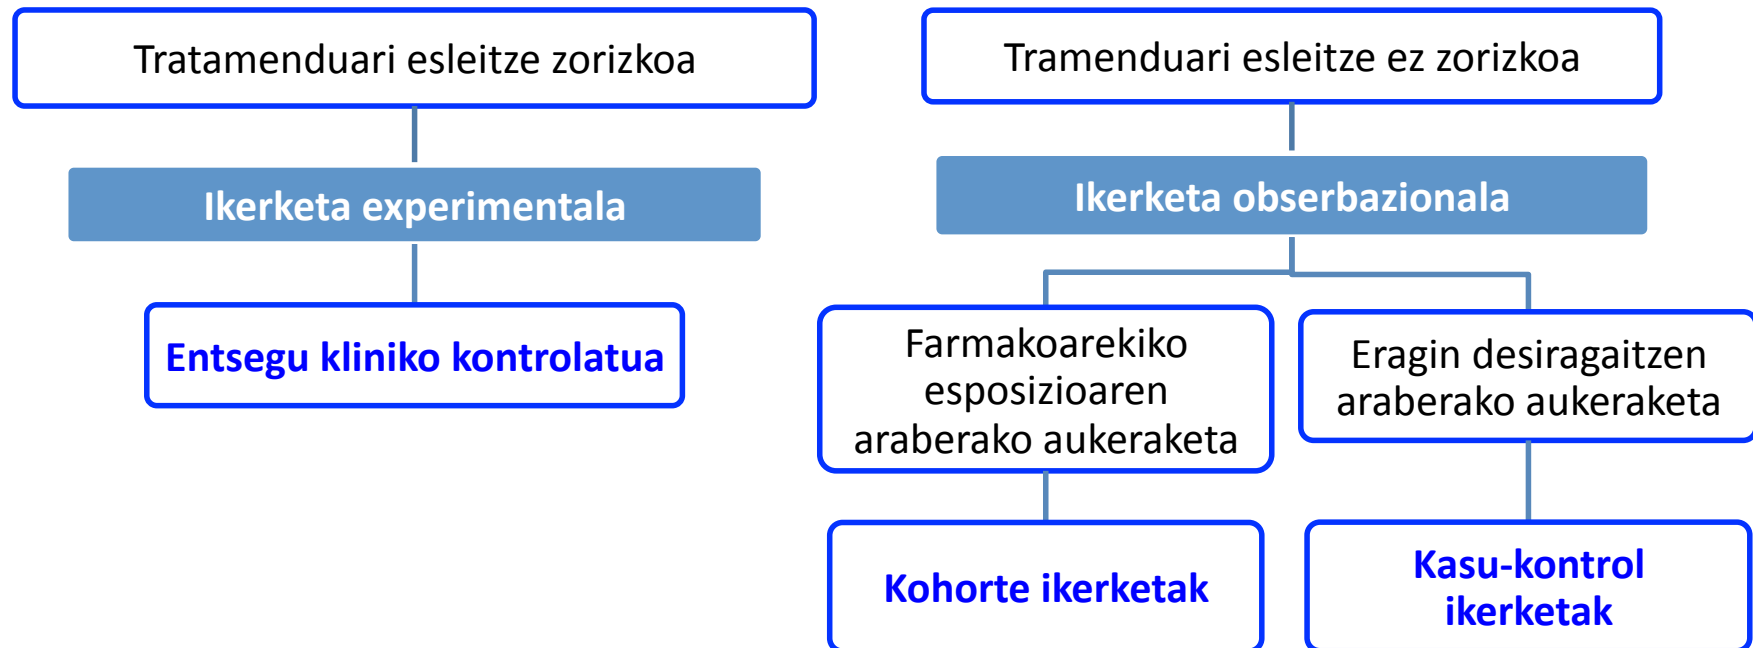 Tratamenduari esleitze zorizkoa
Ikerketa experimentala
Entsegu kliniko kontrolatua
Tramenduari esleitze ez zorizkoa
Ikerketa obserbazionala
Farmakoarekiko
esposizioaren
araberako aukeraketa
Kohorte ikerketak
Eragin desiragaitzen
araberako aukeraketa
Kasu-kontrol
ikerketak